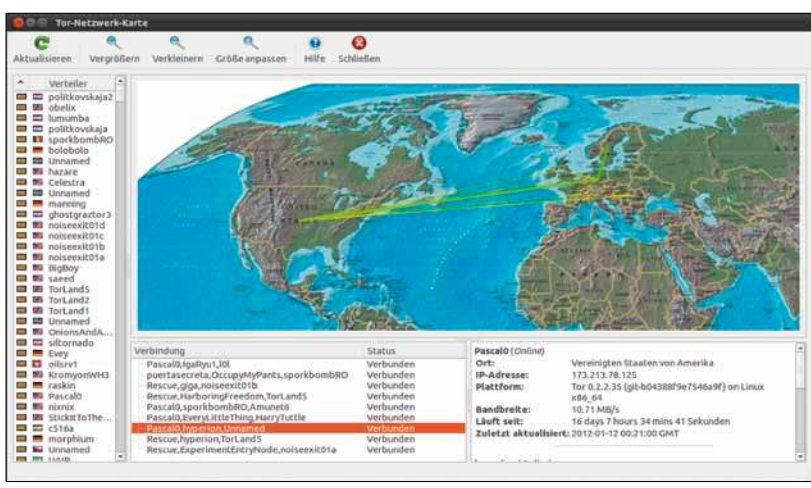 Tor-Netzwerk-Karte
Aktualisieren Vergrößern Verkleinern Größe anpassen Hilfe Schließen
Verteiler
politkovskaja2
obelix
lumumba
politkovskaja
sporkbombRO
bolobolo
Unnamed
hazare
Celestra
Unnamed
manning
ghostgraztor3
noiseexit01d
noiseexit01c
noiseexit01b
noiseexit01a
BigBoy
saeed
TorLand5
TorLand2
TorLand1
Unnamed
OnionsAndA...
siltornado
Evey
oilsrv1
KromyonWH3
raskin
Pascal0
nixnix
StickItToThe...
c516a
morphium
Unnamed
CANADA
UNITED
Verbindung Status
Pascal0,IgaRyu1,l0l Verbunden
puertasecreta,OccupyMyPants,sporkbombRO Verbunden
Rescue,giga,noiseexit01b Verbunden
Rescue,HarboringFreedom,TorLand5 Verbunden
Pascal0,sporkbombRO,Amunet6 Verbunden
Pascal0,EveryLittleThing,HarryTuttle Verbunden
Pascal0,hyperion,Unnamed Verbunden
Rescue,hyperion,TorLand5 Verbunden
Rescue,ExperimentEntryNode,noiseexit01a Verbunden
Pascal0 (Online)
Ort: Vereinigten Staaten von Amerika
IP-Adresse: 173.213.78.125
Plattform: Tor 0.2.2.35 (git-b04388f9e7546a9f) on Linux
x86_64
Bandbreite: 10.71 MB/s
Läuft seit: 16 days 7 hours 34 mins 41 Sekunden
Zuletzt aktualisiert: 2012-01-12 00:21:00 GMT